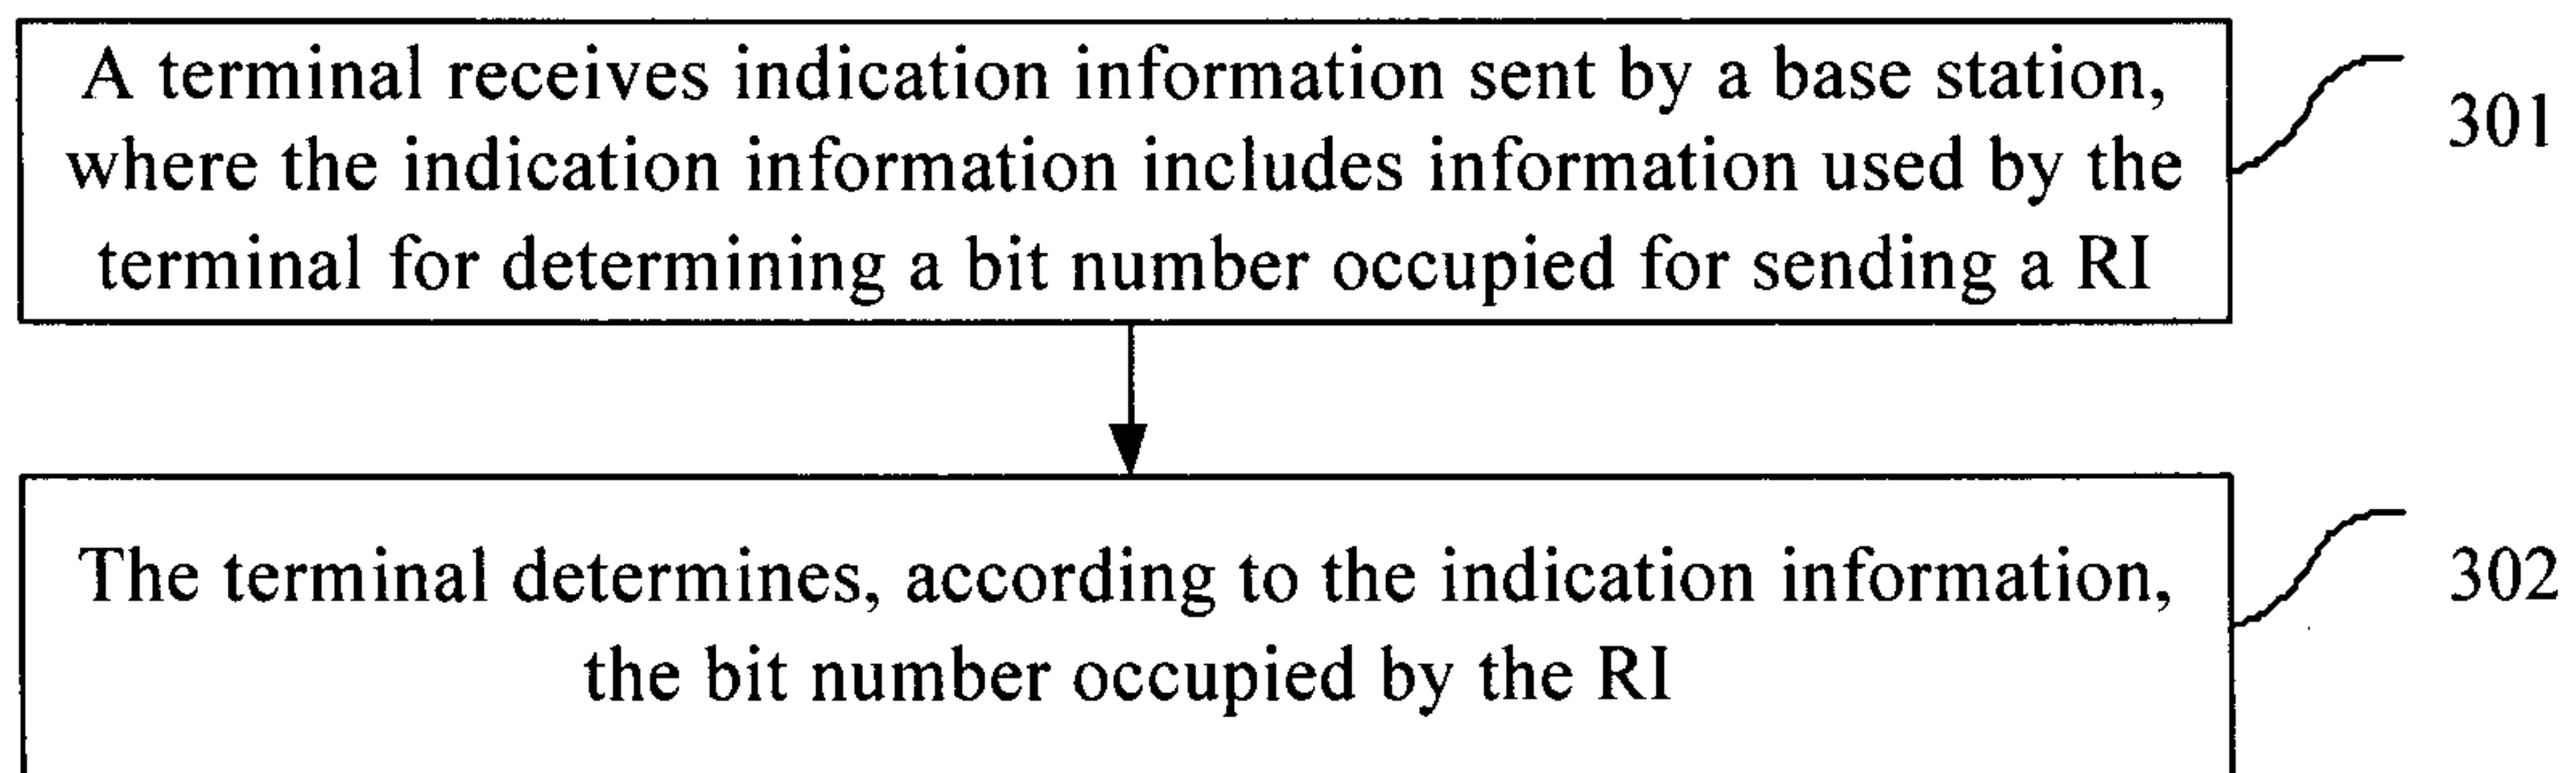 A terminal receives indication information sent by a base station,
where the indication information includes information used by the
terminal for determining a bit number occupied for sending a RI
301
The terminal determines, according to the indication information,
the bit number occupied by the RI
302